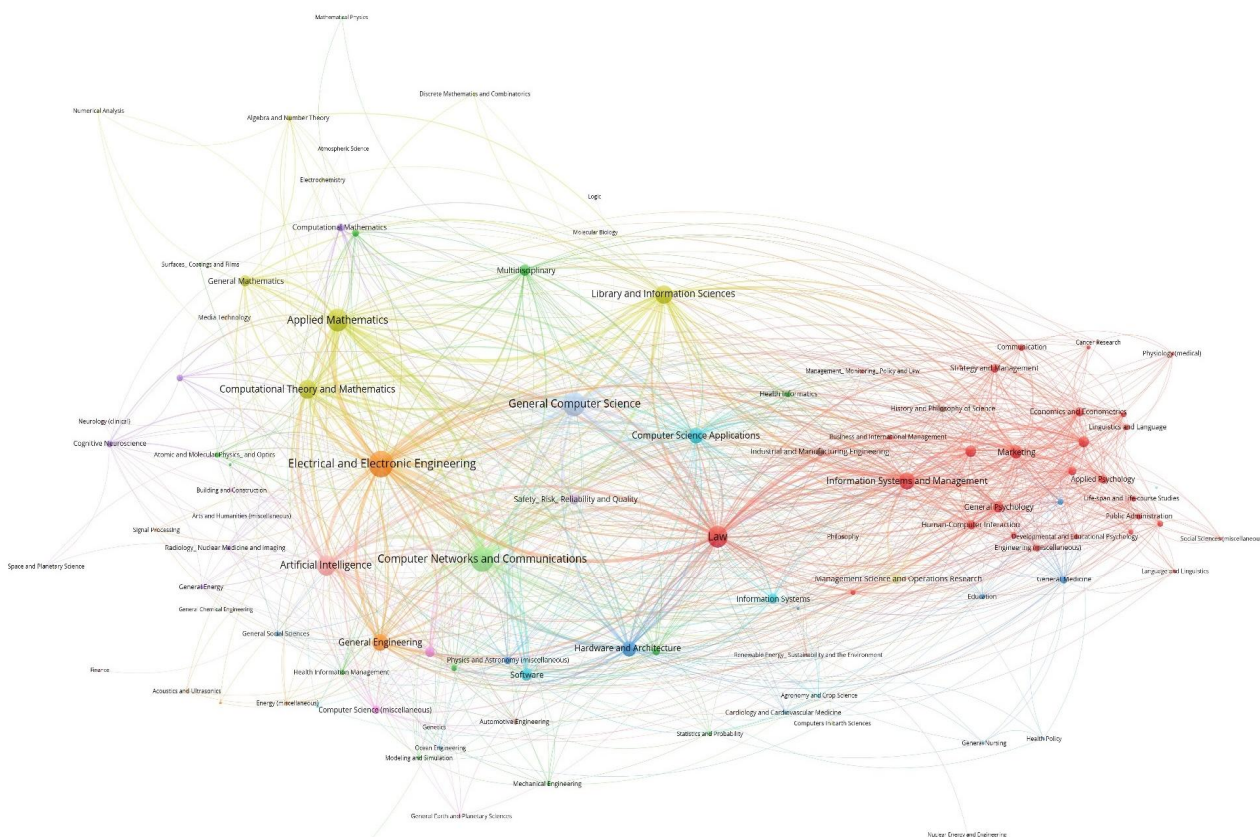 Mathematical Physics
Discrete Mathematics and Combinatorics
Numerical Analysis
Algebra and Number Theory
Atmospheric Science
Electrochemistry
Logic
Computational Mathematics
Molecular Biology
Surfaces_ Coatings and Films
Multidisciplinary
General Mathematics
Library and Information Sciences
Media Technology
Applied Mathematics
Communication
Cancer Research
Physiology(medical)
Management_ Monitoring_ Policy and Law
Strategy and Management
Computational Theory and Mathematics
Health Informatics
General Computer Science
History and Philosophy of Science
Economics and Econometrics
Neurology (clinical)
Linguistics and Language
Cognitive Neuroscience
Computer Science Applications
Business and International Management
Atomic and Molecular Physics_ and Optics
Industrial and Manufacturing Engineering
Marketing
Electrical and Electronic Engineering
Information Systems and Management
Applied Psychology
Building and Construction
Safety_ Risk_ Reliability and Quality
Life-span and Life-course Studies
General Psychology
Arts and Humanities (miscellaneous)
Public Administration
Signal Processing
Human-Computer Interaction
Law
Philosophy
Developmental and Educational Psychology
Social Sciences (miscellaneous)
Radiology_ Nuclear Medicine and Imaging
Engineering (miscellaneous)
Computer Networks and Communications
Space and Planetary Science
Artificial Intelligence
Language and Linguistics
Management Science and Operations Research
General Medicine
General Energy
Information Systems
Education
General Chemical Engineering
General Social Sciences
General Engineering
Hardware and Architecture
Renewable Energy_ Sustainability and the Environment
Physics and Astronomy (miscellaneous)
Finance
Health Information Management
Software
Acoustics and Ultrasonics
Agronomy and Crop Science
Energy (miscellaneous)
Computer Science (miscellaneous)
Cardiology and Cardiovascular Medicine
Automotive Engineering
Computers in Earth Sciences
Genetics
Statistics and Probability
Health Policy
General Nursing
Ocean Engineering
Modeling and Simulation
Mechanical Engineering
General Earth and Planetary Sciences
Nuclear Energy and Engineering